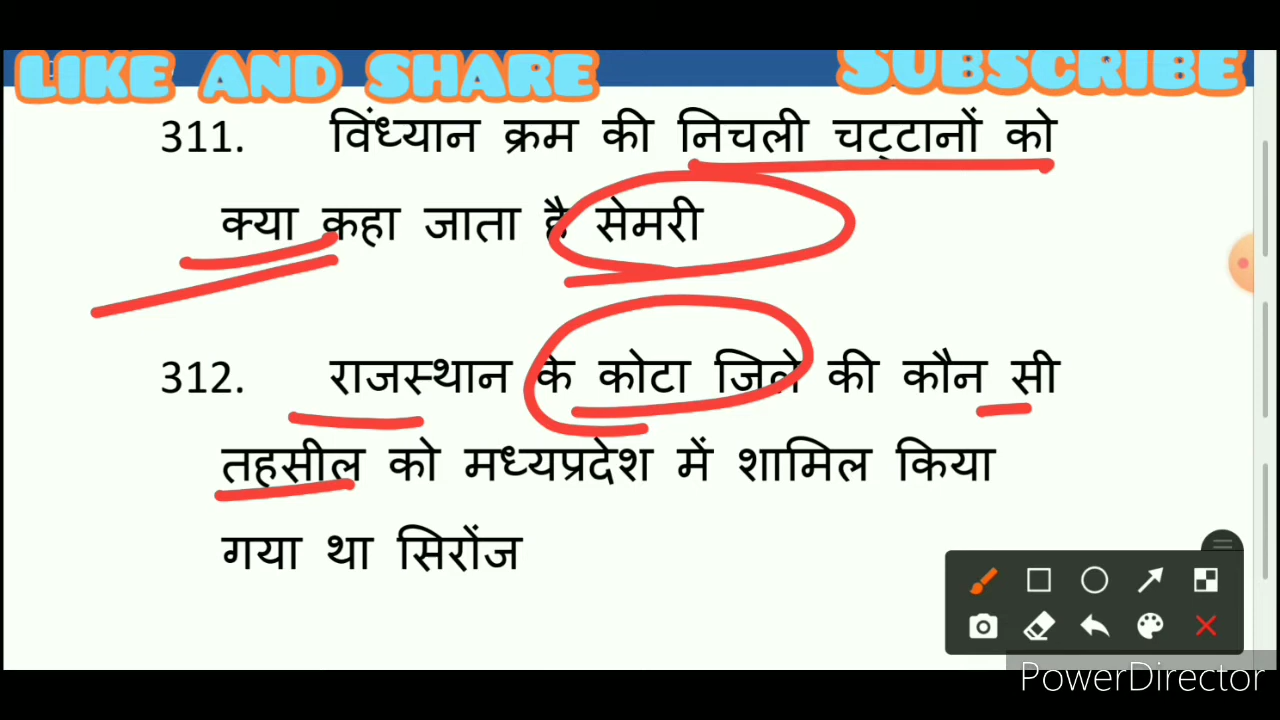 LIKE AND SHARE SUBSCRIBE
311. विंध्यान क्रम की निचली चट्टानों को
क्या कहा जाता है सेमरी
312. राजस्थान के कोटा जिले की कौन सी
तहसील को मध्यप्रदेश में शामिल किया
गया था सिरोंज
PowerDirector